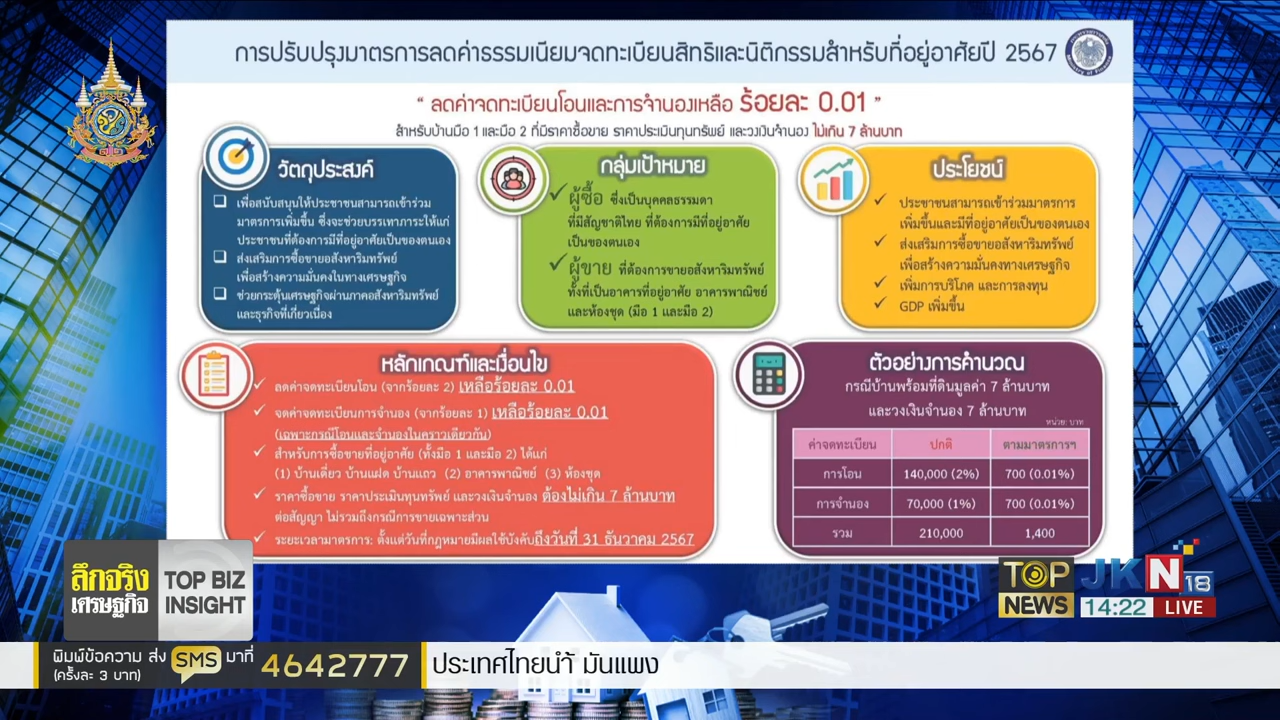 การปรับปรุงมาตรการลดค่าธรรมเนียมจดทะเบียนสิทธิและนิติกรรมสำหรับที่อยู่อาศัยปี 2567
“ ลดค่าจดทะเบียนโอนและการจำนองเหลือ ร้อยละ 0.01 ”
สำหรับบ้านมือ 1 และมือ 2 ที่มีราคาซื้อขาย ราคาประเมินทุนทรัพย์ และวงเงินจำนอง ไม่เกิน 7 ล้านบาท
วัตถุประสงค์
เพื่อสนับสนุนให้ประชาชนสามารถเข้าร่วม
มาตรการเพิ่มขึ้น ซึ่งจะช่วยบรรเทาภาระให้แก่
ประชาชนที่ต้องการมีที่อยู่อาศัยเป็นของตนเอง
ส่งเสริมการซื้อขายอสังหาริมทรัพย์
เพื่อสร้างความมั่นคงในทางเศรษฐกิจ
ช่วยกระตุ้นเศรษฐกิจผ่านภาคอสังหาริมทรัพย์
และธุรกิจที่เกี่ยวเนื่อง
กลุ่มเป้าหมาย
✓ ผู้ซื้อ ซึ่งเป็นบุคคลธรรมดา
ที่มีสัญชาติไทย ที่ต้องการมีที่อยู่อาศัย
เป็นของตนเอง
✓ ผู้ขาย ที่ต้องการขายอสังหาริมทรัพย์
ทั้งที่เป็นอาคารที่อยู่อาศัย อาคารพาณิชย์
และห้องชุด (มือ 1 และมือ 2)
ประโยชน์
✓ ประชาชนสามารถเข้าร่วมมาตรการ
เพิ่มขึ้นและมีที่อยู่อาศัยเป็นของตนเอง
✓ ส่งเสริมการซื้อขายอสังหาริมทรัพย์
เพื่อสร้างความมั่นคงทางเศรษฐกิจ
✓ เพิ่มการบริโภค และการลงทุน
✓ GDP เพิ่มขึ้น
หลักเกณฑ์และเงื่อนไข
✓ ลดค่าจดทะเบียนโอน (จากร้อยละ 2) เหลือร้อยละ 0.01
✓ จดค่าจดทะเบียนการจำนอง (จากร้อยละ 1) เหลือร้อยละ 0.01
(เฉพาะกรณีโอนและจำนองในคราวเดียวกัน)
✓ สำหรับการซื้อขายที่อยู่อาศัย (ทั้งมือ 1 และมือ 2) ได้แก่
(1) บ้านเดี่ยว บ้านแฝด บ้านแถว (2) อาคารพาณิชย์ (3) ห้องชุด
✓ ราคาซื้อขาย ราคาประเมินทุนทรัพย์ และวงเงินจำนอง ต้องไม่เกิน 7 ล้านบาท
ต่อสัญญา ไม่รวมถึงกรณีการขายเฉพาะส่วน
✓ ระยะเวลามาตรการ: ตั้งแต่วันที่กฎหมายมีผลใช้บังคับถึงวันที่ 31 ธันวาคม 2567
ตัวอย่างการคำนวณ
กรณีบ้านพร้อมที่ดินมูลค่า 7 ล้านบาท
และวงเงินจำนอง 7 ล้านบาท
หน่วย: บาท
ค่าจดทะเบียน ปกติ ตามมาตรการฯ
การโอน 140,000 (2%) 700 (0.01%)
การจำนอง 70,000 (1%) 700 (0.01%)
รวม 210,000 1,400
ลึกจริง
เศรษฐกิจ
TOP BIZ
INSIGHT
TOP
NEWS
JKN18
14:22 LIVE
พิมพ์ข้อความ ส่ง SMS มาที่ 4642777
(ครั้งละ 3 บาท)
ประเทศไทยนำ้ มันแพง